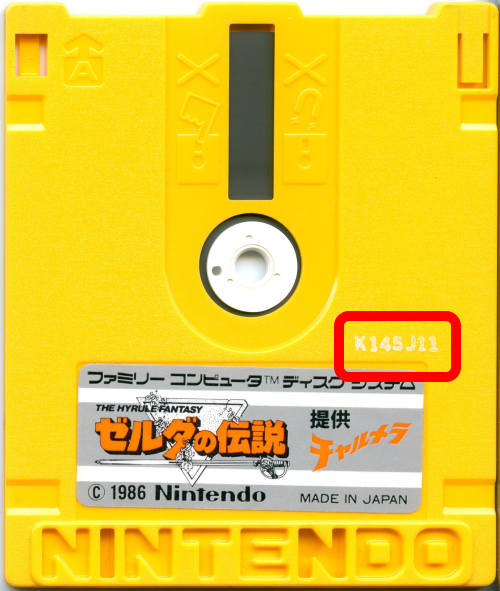 A
K145J11
ファミリー コンピュータ™ ディスク システム
THE HYRULE FANTASY
ゼルダの伝説
提供
チャルメラ
© 1986 Nintendo
MADE IN JAPAN
NINTENDO